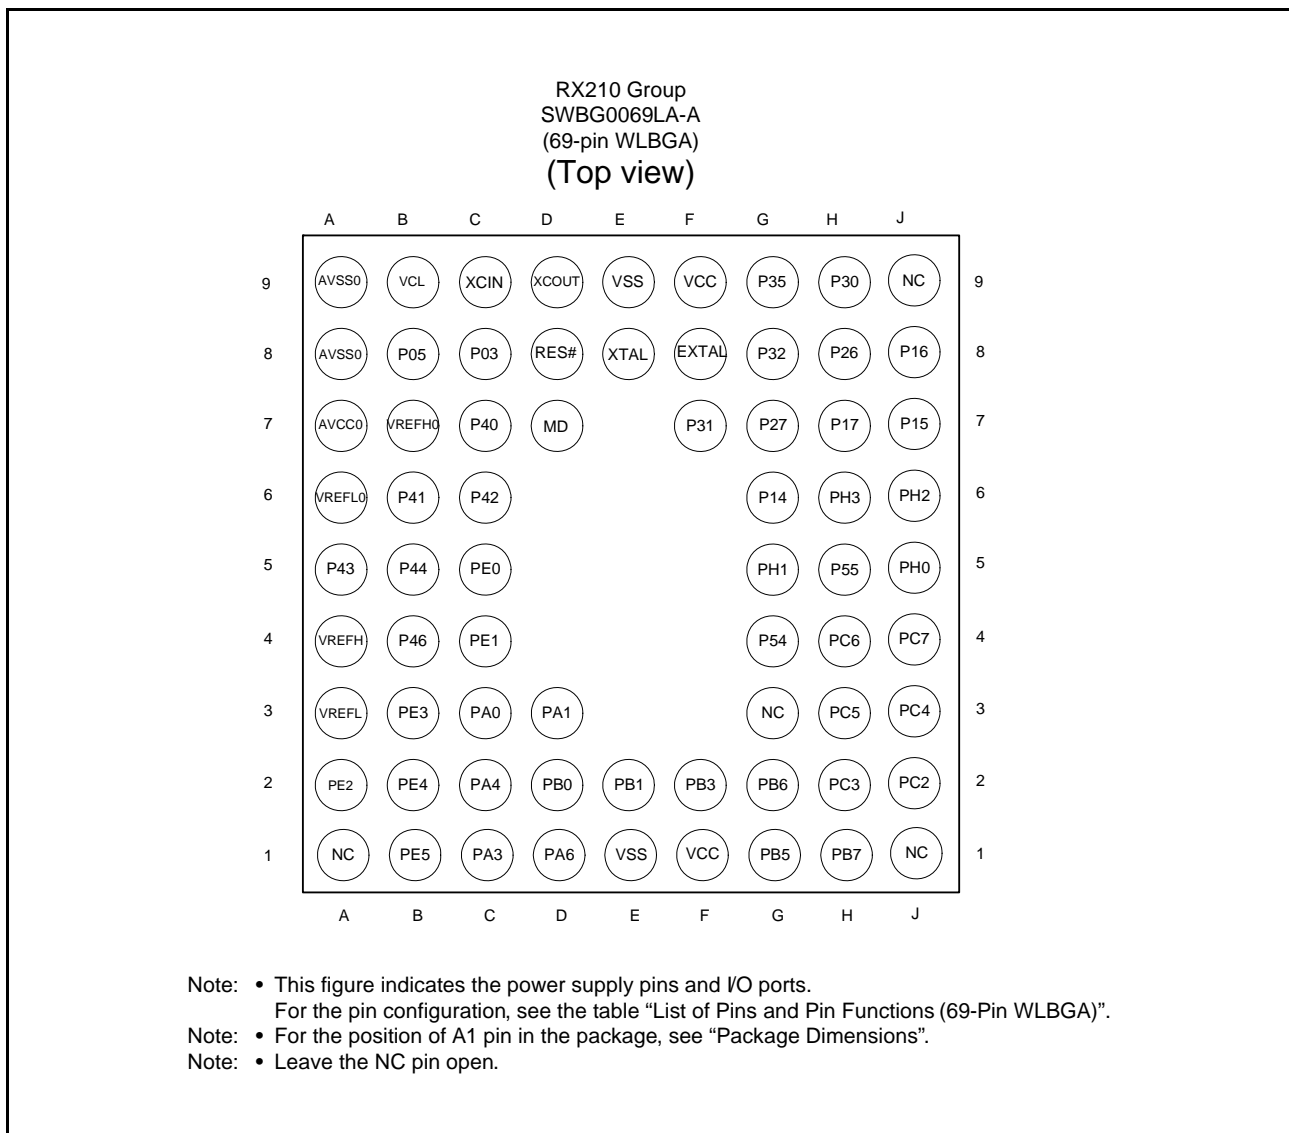 RX210 Group
SWBG0069LA-A
(69-pin WLBGA)
(Top view)
A B C D E F G H J
9 AVSS0 VCL XCIN XCOUT VSS VCC P35 P30 NC 9
8 AVSS0 P05 P03 RES# XTAL EXTAL P32 P26 P16 8
7 AVCC0 VREFH0 P40 MD P31 P27 P17 P15 7
6 VREFL0 P41 P42 P14 PH3 PH2 6
5 P43 P44 PE0 PH1 P55 PH0 5
4 VREFH P46 PE1 P54 PC6 PC7 4
3 VREFL PE3 PA0 PA1 NC PC5 PC4 3
2 PE2 PE4 PA4 PB0 PB1 PB3 PB6 PC3 PC2 2
1 NC PE5 PA3 PA6 VSS VCC PB5 PB7 NC 1
A B C D E F G H J
Note: • This figure indicates the power supply pins and I/O ports.
For the pin configuration, see the table “List of Pins and Pin Functions (69-Pin WLBGA)”.
Note: • For the position of A1 pin in the package, see “Package Dimensions”.
Note: • Leave the NC pin open.